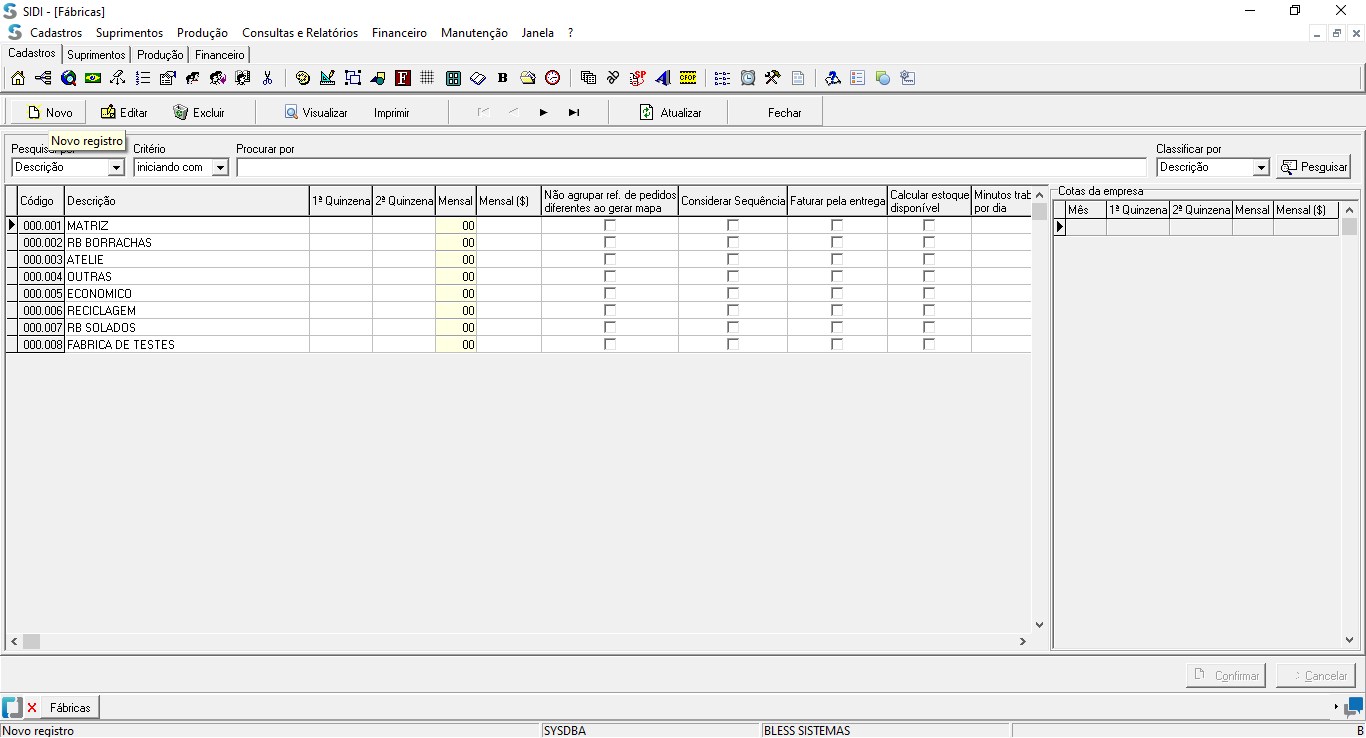 SIDI - [Fábricas]
Cadastros Suprimentos Produção Consultas e Relatórios Financeiro Manutenção Janela ?
Cadastros Suprimentos Produção Financeiro
F B SP CFOP
Novo Editar Excluir Visualizar Imprimir Atualizar Fechar
Novo registro
Critério Procurar por Classificar por
Descrição iniciando com Descrição Pesquisar
Cotas da empresa
Código Descrição 1ª Quinzena 2ª Quinzena Mensal Mensal ($) Não agrupar ref. de pedidos diferentes ao gerar mapa Considerar Sequência Faturar pela entrega Calcular estoque disponível Minutos trab por dia
Mês 1ª Quinzena 2ª Quinzena Mensal Mensal ($)
000.001 MATRIZ 00
000.002 RB BORRACHAS 00
000.003 ATELIE 00
000.004 OUTRAS 00
000.005 ECONOMICO 00
000.006 RECICLAGEM 00
000.007 RB SOLADOS 00
000.008 FABRICA DE TESTES 00
Confirmar Cancelar
Fábricas
Novo registro SYSDBA BLESS SISTEMAS B